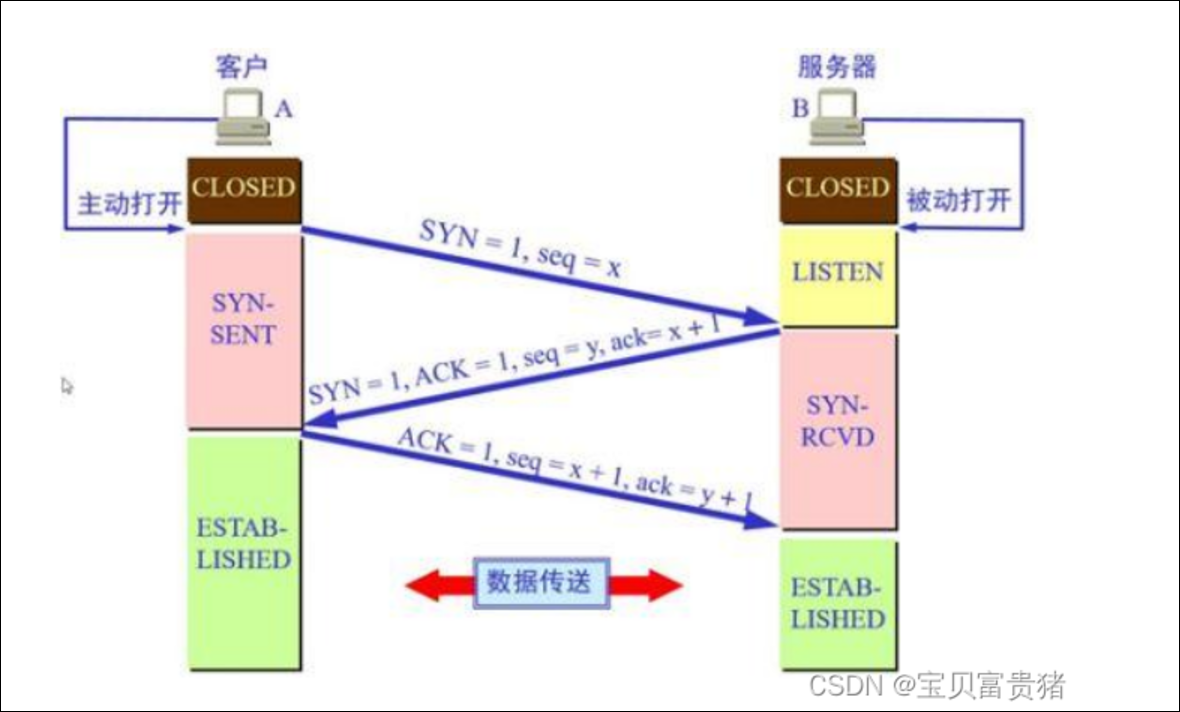 客户
服务器
A
B
CLOSED
CLOSED
主动打开
被动打开
SYN = 1, seq = x
LISTEN
SYN-
SENT
SYN = 1, ACK = 1, seq = y, ack= x + 1
SYN-
RCVD
ACK = 1, seq = x + 1, ack = y + 1
ESTAB-
LISHED
数据传送
ESTAB-
LISHED
CSDN @宝贝富贵猪